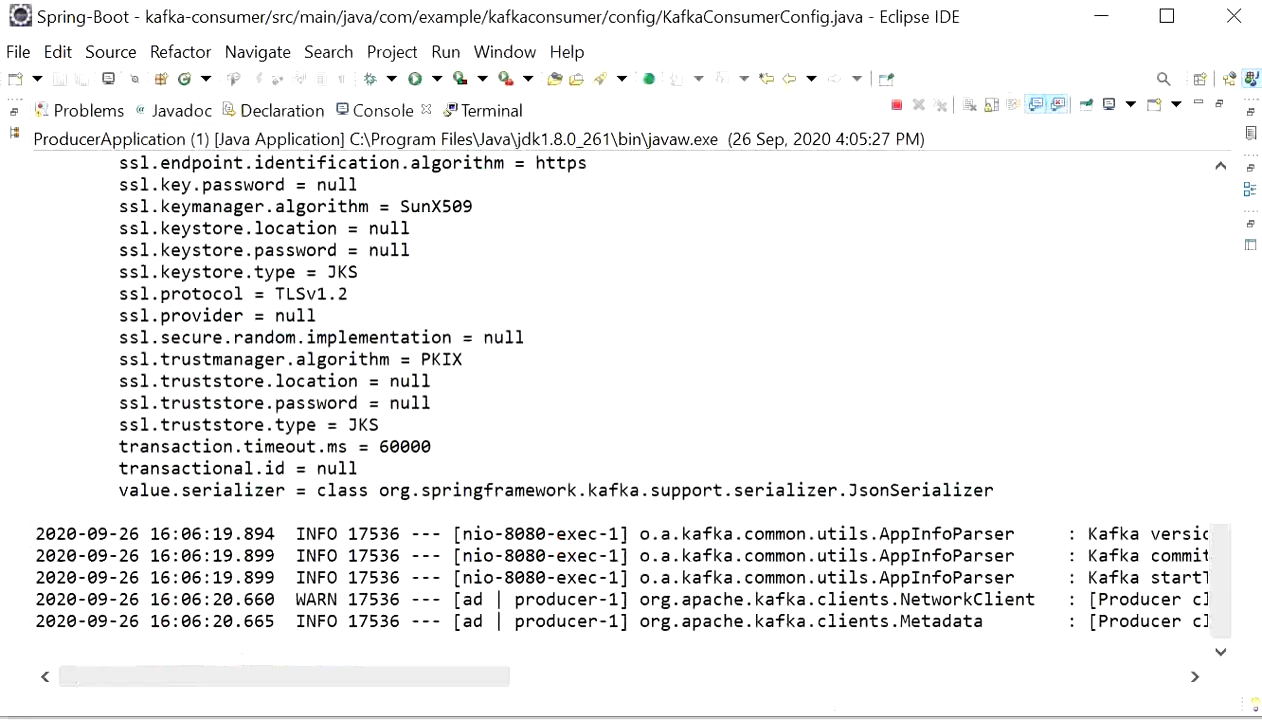 Spring-Boot - kafka-consumer/src/main/java/com/example/kafkaconsumer/config/KafkaConsumerConfig.java - Eclipse IDE
File Edit Source Refactor Navigate Search Project Run Window Help
Problems Javadoc Declaration Console Terminal
ProducerApplication (1) [Java Application] C:\Program Files\Java\jdk1.8.0_261\bin\javaw.exe (26 Sep, 2020 4:05:27 PM)
ssl.endpoint.identification.algorithm = https
ssl.key.password = null
ssl.keymanager.algorithm = SunX509
ssl.keystore.location = null
ssl.keystore.password = null
ssl.keystore.type = JKS
ssl.protocol = TLSv1.2
ssl.provider = null
ssl.secure.random.implementation = null
ssl.trustmanager.algorithm = PKIX
ssl.truststore.location = null
ssl.truststore.password = null
ssl.truststore.type = JKS
transaction.timeout.ms = 60000
transactional.id = null
value.serializer = class org.springframework.kafka.support.serializer.JsonSerializer
2020-09-26 16:06:19.894 INFO 17536 --- [nio-8080-exec-1] o.a.kafka.common.utils.AppInfoParser : Kafka versio
2020-09-26 16:06:19.899 INFO 17536 --- [nio-8080-exec-1] o.a.kafka.common.utils.AppInfoParser : Kafka commit
2020-09-26 16:06:19.899 INFO 17536 --- [nio-8080-exec-1] o.a.kafka.common.utils.AppInfoParser : Kafka startT
2020-09-26 16:06:20.660 WARN 17536 --- [ad | producer-1] org.apache.kafka.clients.NetworkClient : [Producer cl
2020-09-26 16:06:20.665 INFO 17536 --- [ad | producer-1] org.apache.kafka.clients.Metadata : [Producer cl